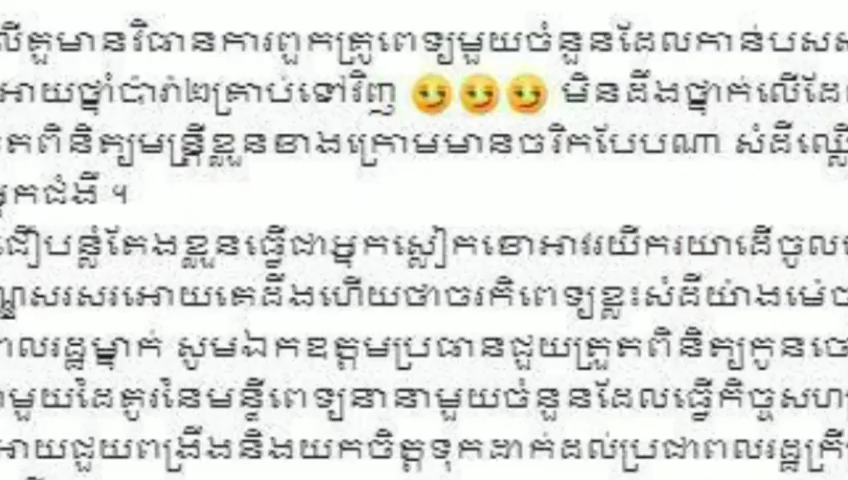 លើគួមានវិធានការពួកគ្រូពេទ្យមួយចំនួនដែលកាន់បសស
អោយថ្នាំប៉ារ៉ា២គ្រាប់ទៅវិញ 😏😏😏 មិនដឹងថ្នាក់លើដែ
តពិនិត្យមន្ត្រីខ្លួនខាងក្រោមមានចរិកបែបណា សំដីឈ្លើ
អ្នកជំងឺ ។
ជឿបន្លំតែងខ្លួនធ្វើជាអ្នកស្លៀកខោអាវរយីករយាដើចូល
ណ្ណសរសរអោយគេដឹងហើយថាចរកិពេទ្យខ្លះសំដីយ៉ាងម៉េច
ពលរដ្ឋម្នាក់ សូមឯកឧត្តមប្រធានជួយត្រួតពិនិត្យកូនចៅ
មួយដៃគូរនៃមន្ទីពេទ្យនានាមួយចំនួនដែលធ្វើកិច្ចសហ
អោយជួយពង្រឹងនិងយកចិត្តទុកដាក់ដល់ប្រជាពលរដ្ឋក្រី